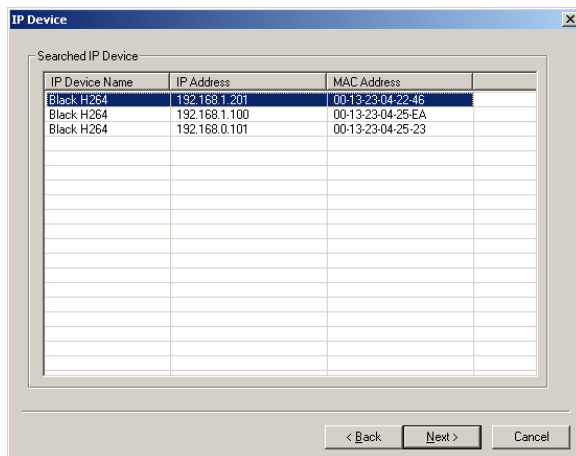 IP Device
Searched IP Device
IP Device Name IP Address MAC Address
Black H264 192.168.1.201 00-13-23-04-22-46
Black H264 192.168.1.100 00-13-23-04-25-EA
Black H264 192.168.0.101 00-13-23-04-25-23
< Back Next > Cancel